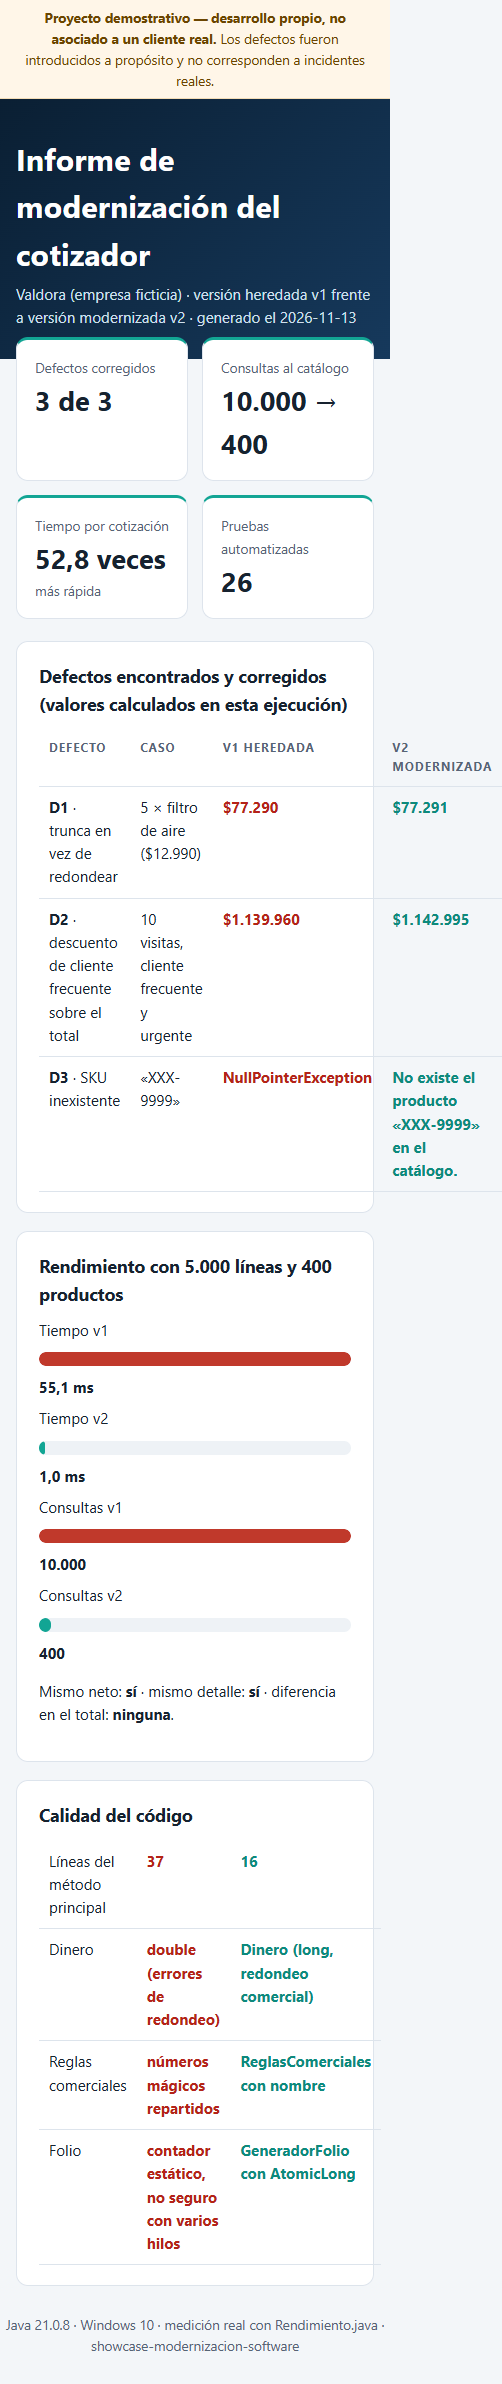 Proyecto demostrativo — desarrollo propio, no
asociado a un cliente real. Los defectos fueron
introducidos a propósito y no corresponden a incidentes
reales.
Informe de
modernización del
cotizador
Valdora (empresa ficticia) · versión heredada v1 frente
a versión modernizada v2 · generado el 2026-11-13
Defectos corregidos
3 de 3
Consultas al catálogo
10.000 →
400
Tiempo por cotización
52,8 veces
más rápida
Pruebas
automatizadas
26
Defectos encontrados y corregidos
(valores calculados en esta ejecución)
DEFECTO CASO V1 HEREDADA V2
MODERNIZADA
D1 ·
trunca en
vez de
redondear
5 × filtro
de aire
($12.990)
$77.290
$77.291
D2 ·
descuento
de cliente
frecuente
sobre el
total
10
visitas,
cliente
frecuente
y
urgente
$1.139.960
$1.142.995
D3 · SKU
inexistente
«XXX-
9999»
NullPointerException
No existe el
producto
«XXX-9999»
en el
catálogo.
Rendimiento con 5.000 líneas y 400
productos
Tiempo v1
55,1 ms
Tiempo v2
1,0 ms
Consultas v1
10.000
Consultas v2
400
Mismo neto: sí · mismo detalle: sí · diferencia
en el total: ninguna.
Calidad del código
Líneas del
método
principal
37
16
Dinero
double
(errores
de
redondeo)
Dinero (long,
redondeo
comercial)
Reglas
comerciales
números
mágicos
repartidos
ReglasComerciales
con nombre
Folio
contador
estático,
no seguro
con varios
hilos
GeneradorFolio
con AtomicLong
Java 21.0.8 · Windows 10 · medición real con Rendimiento.java ·
showcase-modernizacion-software